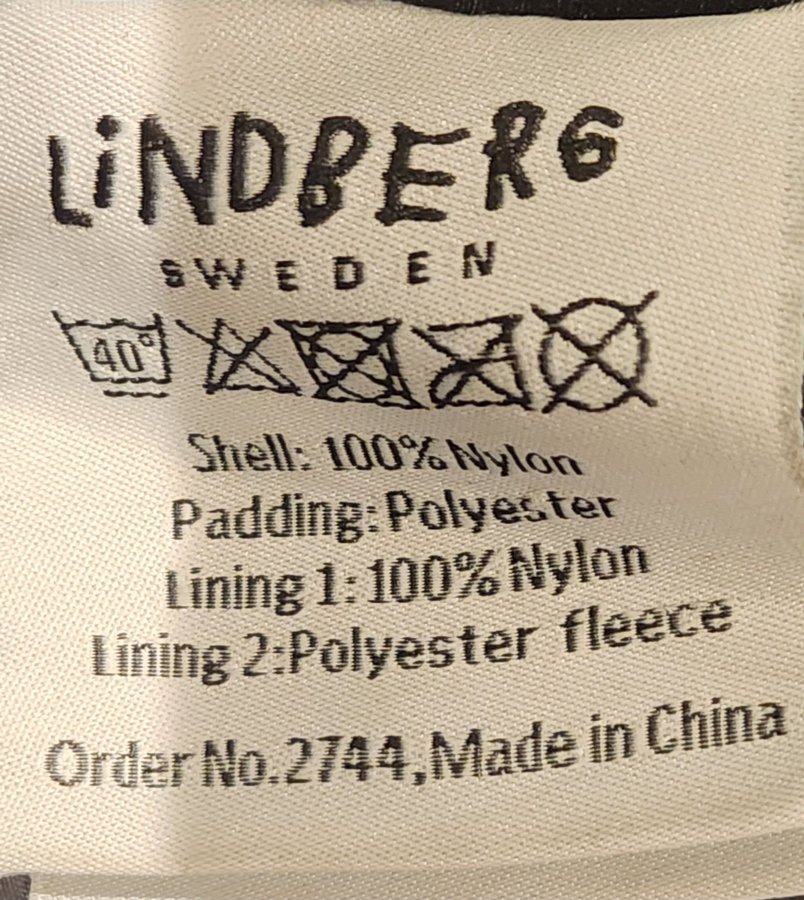 LiNDBERG
SWEDEN
40°
Shell: 100% Nylon
Padding: Polyester
Lining 1: 100% Nylon
Lining 2:Polyester fleece
Order No.2744,Made in China